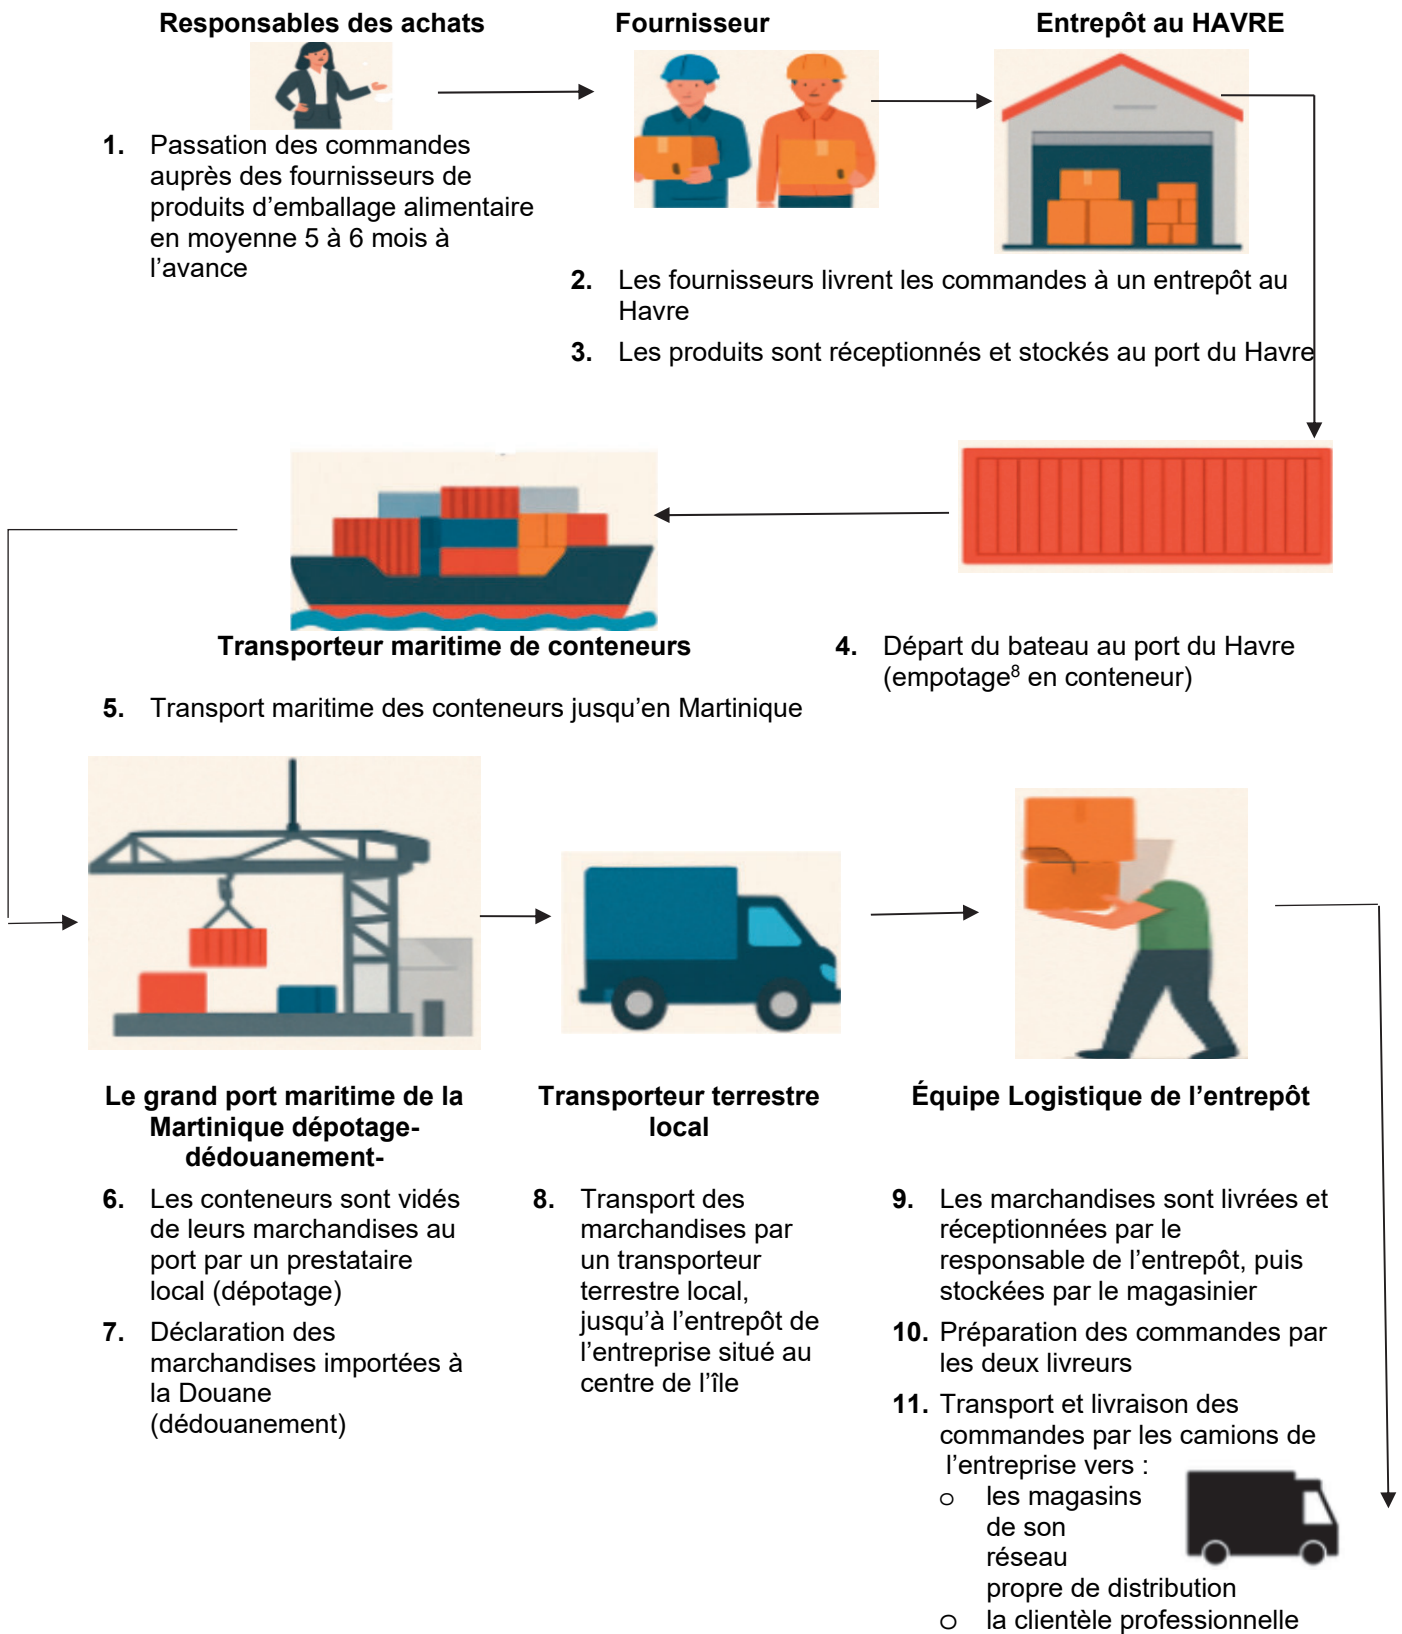 Responsables des achats
Fournisseur
Entrepôt au HAVRE
1. Passation des commandes
auprès des fournisseurs de
produits d’emballage alimentaire
en moyenne 5 à 6 mois à
l’avance
2. Les fournisseurs livrent les commandes à un entrepôt au
Havre
3. Les produits sont réceptionnés et stockés au port du Havre
Transporteur maritime de conteneurs
4. Départ du bateau au port du Havre
(empotage⁸ en conteneur)
5. Transport maritime des conteneurs jusqu’en Martinique
Le grand port maritime de la
Martinique dépotage-
dédouanement-
6. Les conteneurs sont vidés
de leurs marchandises au
port par un prestataire
local (dépotage)
7. Déclaration des
marchandises importées à
la Douane
(dédouanement)
Transporteur terrestre
local
8. Transport des
marchandises par
un transporteur
terrestre local,
jusqu’à l’entrepôt de
l’entreprise situé au
centre de l’île
Équipe Logistique de l’entrepôt
9. Les marchandises sont livrées et
réceptionnées par le
responsable de l’entrepôt, puis
stockées par le magasinier
10. Préparation des commandes par
les deux livreurs
11. Transport et livraison des
commandes par les camions de
l’entreprise vers :
o les magasins
de son
réseau
propre de distribution
o la clientèle professionnelle